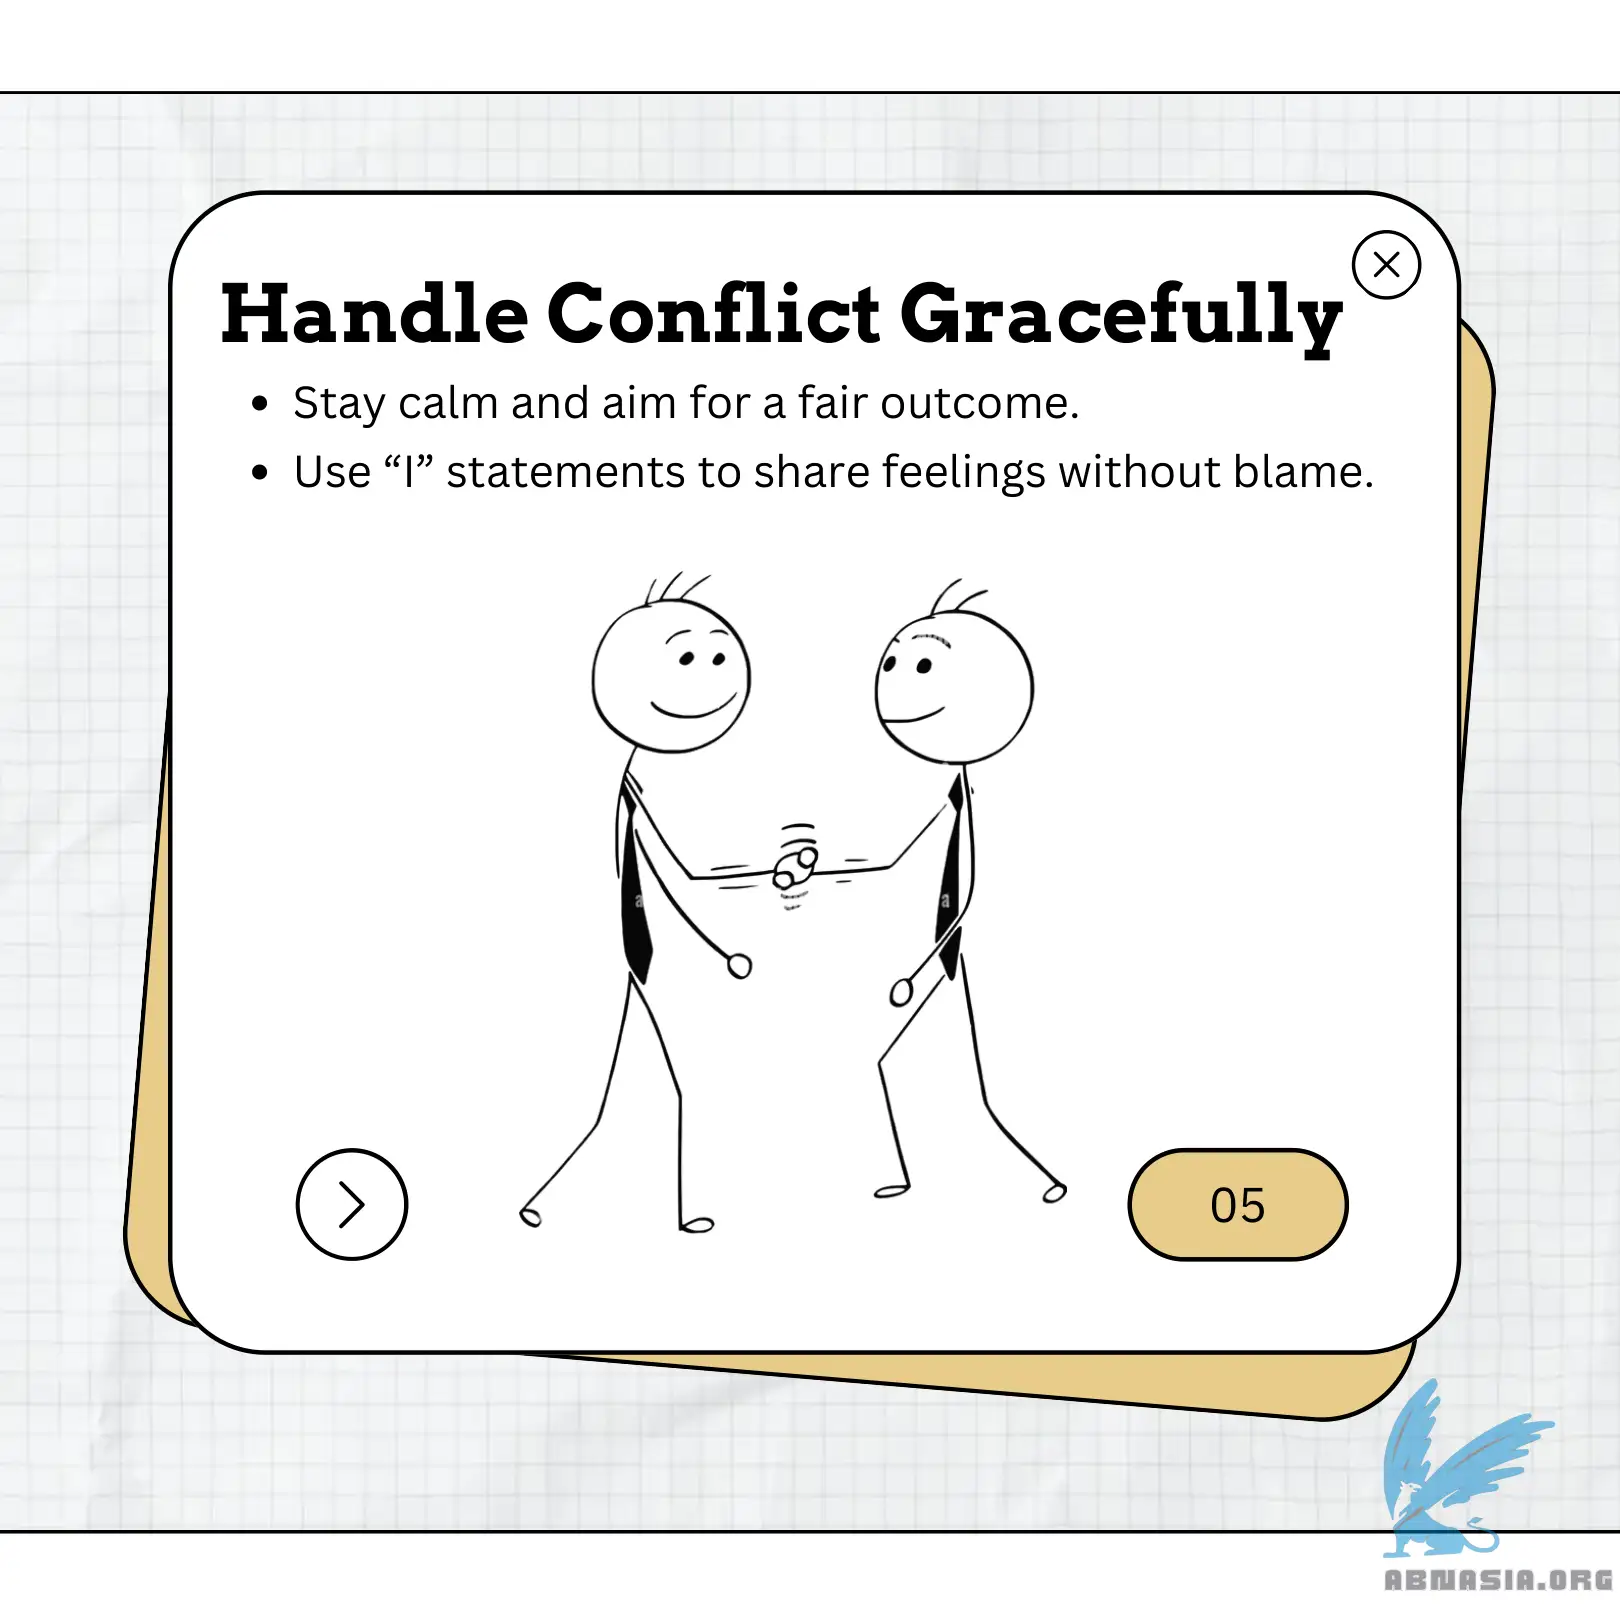 Handle Conflict Gracefully
• Stay calm and aim for a fair outcome.
• Use “I” statements to share feelings without blame.
a
a
05
ABNASIA.ORG